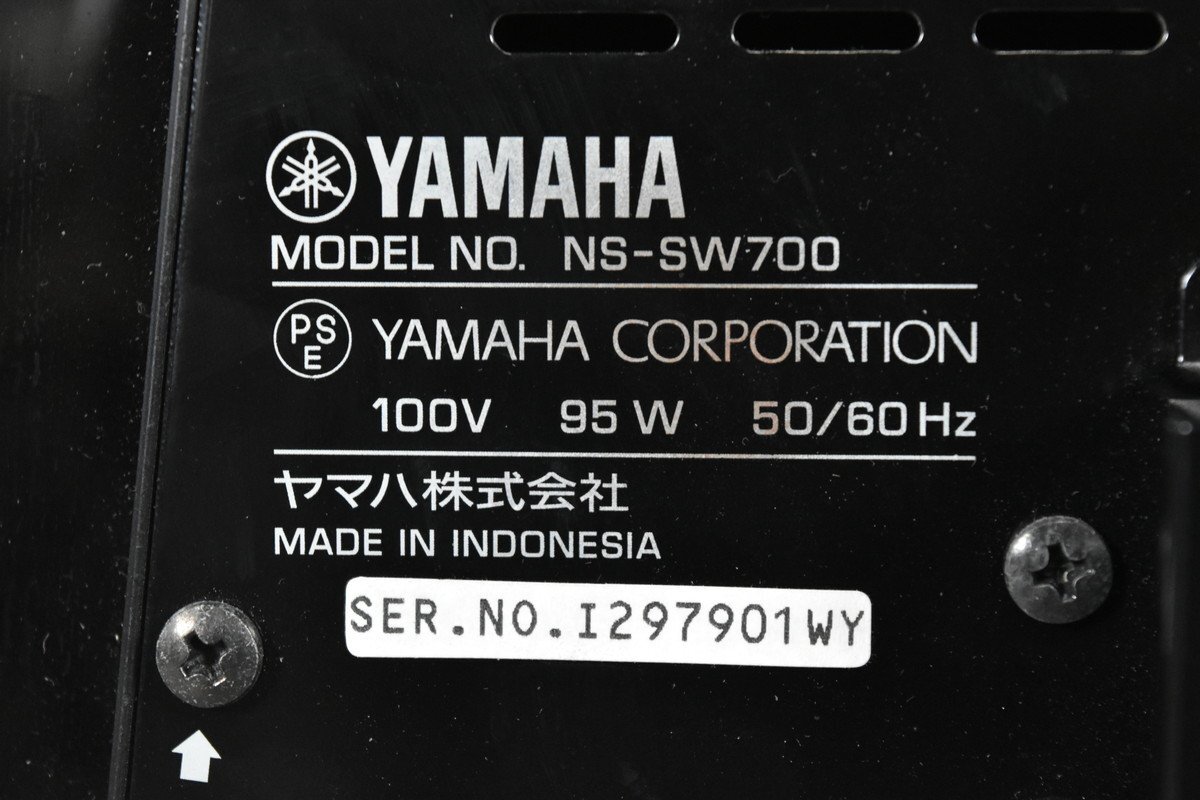 YAMAHA
MODEL NO. NS-SW700
PSE YAMAHA CORPORATION
100V 95 W 50/60 Hz
ヤマハ株式会社
MADE IN INDONESIA
SER.NO.I297901WY